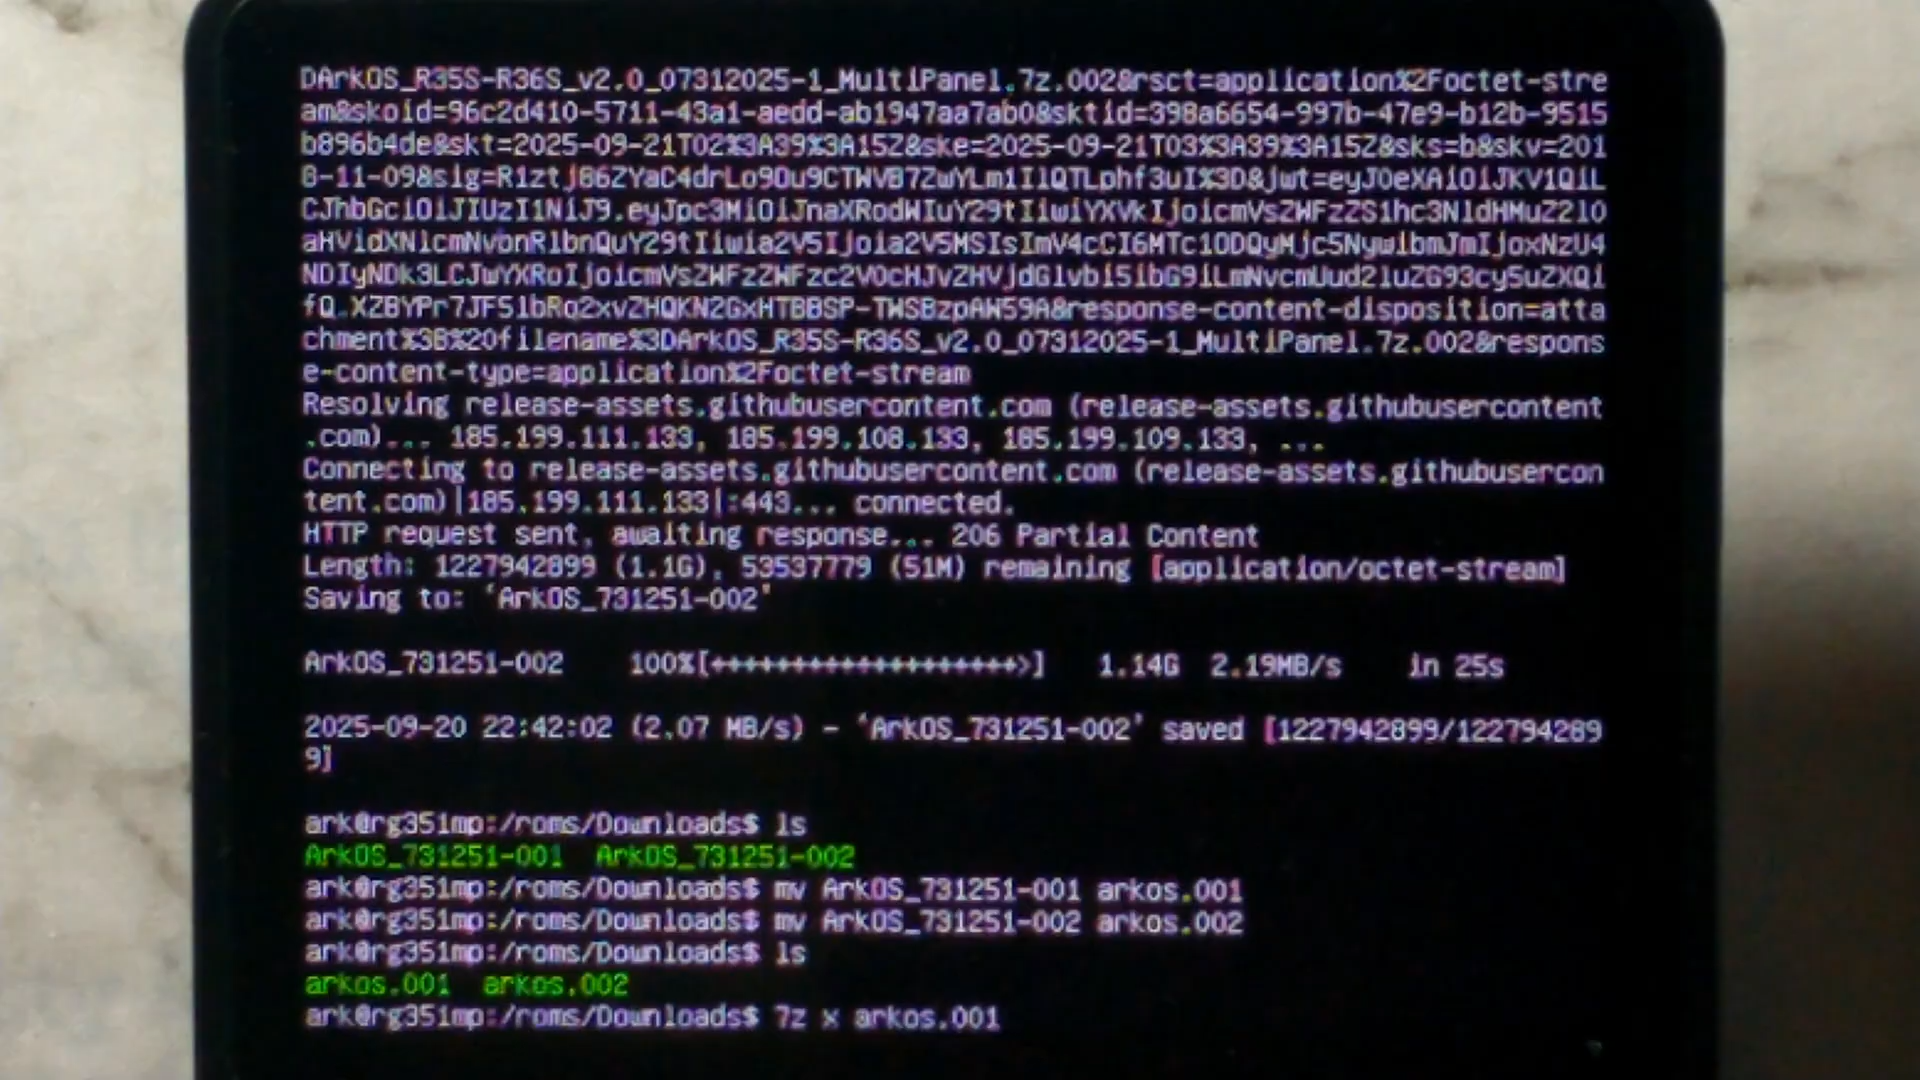 DArkOS_R35S-R36S_v2.0_07312025-1_MultiPanel.7z.002&rsct=application%2Foctet-stre
am&skoid=96c2d410-5711-43a1-aedd-ab1947aa7ab0&sktid=398a6654-997b-47e9-b12b-9515
b896b4de&skt=2025-09-21T02%3A39%3A15Z&ske=2025-09-21T03%3A39%3A15Z&sks=b&skv=201
8-11-09&sig=R1ztjB6ZYaC4drLo9Ou9CTWVB7ZwYLm1IlQTLphf3uI%3D&jwt=eyJ0eXAiOiJKV1QiL
CJhbGciOiJIUzI1NiJ9.eyJpc3MiOiJnaXRodWIuY29tIiwiYXVkIjoicmVsZWFzZS1hc3NldHMuZ2l0
aHVidXNlcmNvbnRlbnQuY29tIiwia2V5Ijoia2V5MSIsImV4cCI6MTc1ODQyMjc5NywibmJmIjoxNzU4
NDIyNDk3LCJwYXRoIjoicmVsZWFzZWFzc2V0cHJvZHVjdGlvbi5ibG9iLmNvcmUud2luZG93cy5uZXQi
fQ.XZBYPr7JF5lbRq2xvZHQKN2GxHTBBSP-TWSBzpAW59A&response-content-disposition=atta
chment%3B%20filename%3DArkOS_R35S-R36S_v2.0_07312025-1_MultiPanel.7z.002&respons
e-content-type=application%2Foctet-stream
Resolving release-assets.githubusercontent.com (release-assets.githubusercontent
.com)... 185.199.111.133, 185.199.108.133, 185.199.109.133, ...
Connecting to release-assets.githubusercontent.com (release-assets.githubusercon
tent.com)|185.199.111.133|:443... connected.
HTTP request sent, awaiting response... 206 Partial Content
Length: 1227942899 (1.1G), 53537779 (51M) remaining [application/octet-stream]
Saving to: ‘ArkOS_731251-002’
ArkOS_731251-002 100%[+++++++++++++++++++>] 1.14G 2.19MB/s in 25s
2025-09-20 22:42:02 (2.07 MB/s) - ‘ArkOS_731251-002’ saved [1227942899/122794289
9]
ark@rg351mp:/roms/Downloads$ ls
ArkOS_731251-001 ArkOS_731251-002
ark@rg351mp:/roms/Downloads$ mv ArkOS_731251-001 arkos.001
ark@rg351mp:/roms/Downloads$ mv ArkOS_731251-002 arkos.002
ark@rg351mp:/roms/Downloads$ ls
arkos.001 arkos.002
ark@rg351mp:/roms/Downloads$ 7z x arkos.001